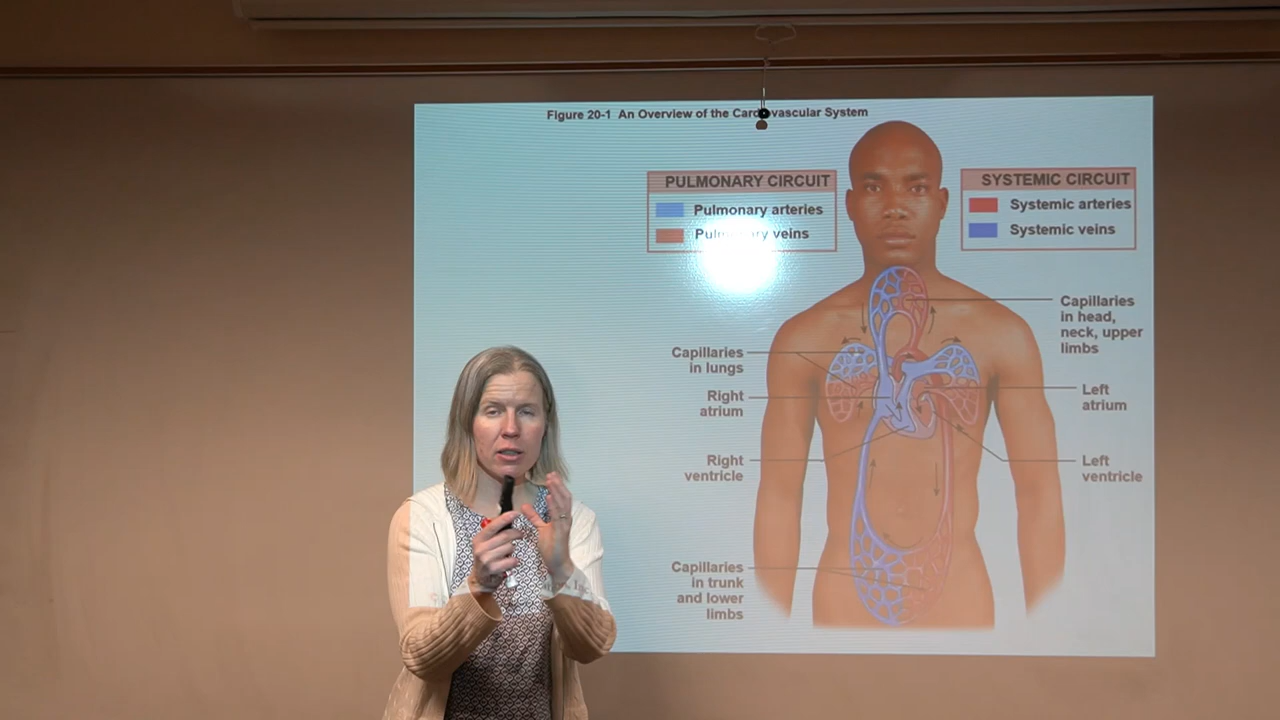 Figure 20-1 An Overview of the Cardiovascular System
PULMONARY CIRCUIT
Pulmonary arteries
Pulmonary veins
SYSTEMIC CIRCUIT
Systemic arteries
Systemic veins
Capillaries
in head,
neck, upper
limbs
Capillaries
in lungs
Right
atrium
Left
atrium
Right
ventricle
Left
ventricle
Capillaries
in trunk
and lower
limbs